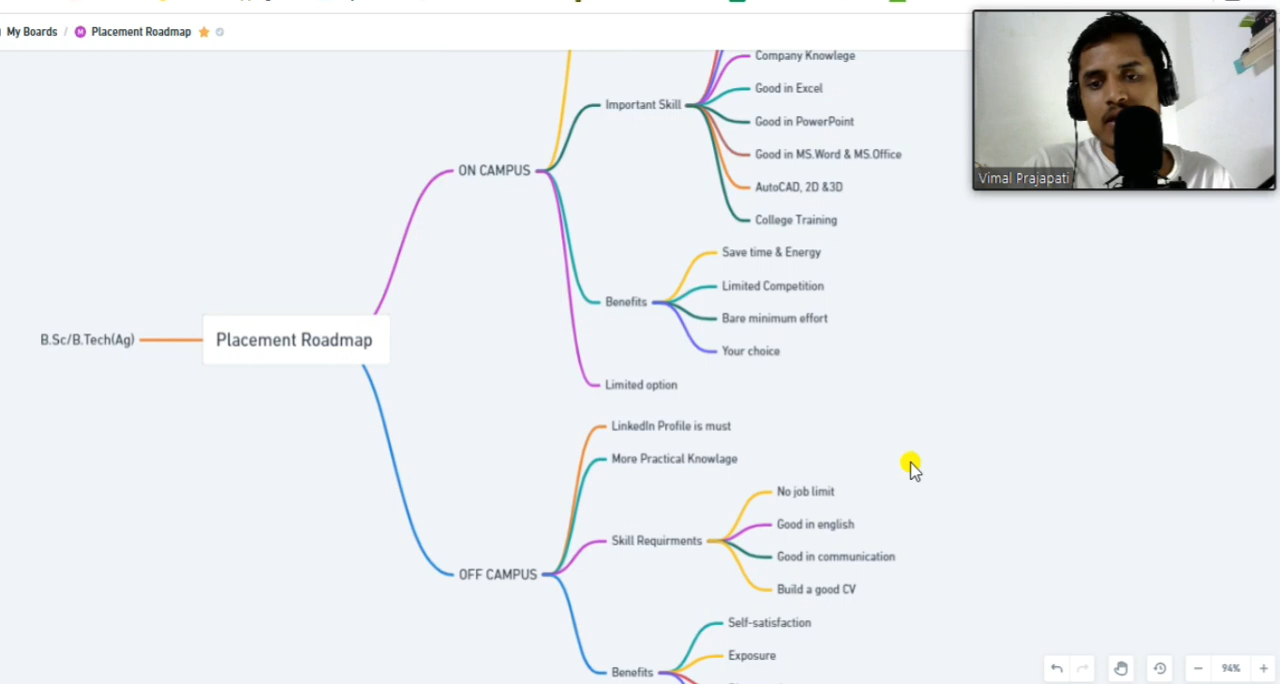 My Boards / M Placement Roadmap
Company Knowlege
Good in Excel
Important Skill
Good in PowerPoint
Good in MS.Word & MS.Office
ON CAMPUS
AutoCAD, 2D &3D
College Training
Save time & Energy
Limited Competition
Benefits
Bare minimum effort
Your choice
Limited option
B.Sc/B.Tech(Ag)
Placement Roadmap
LinkedIn Profile is must
More Practical Knowlage
No job limit
Good in english
Skill Requirments
Good in communication
OFF CAMPUS
Build a good CV
Self-satisfaction
Exposure
Benefits
Vimal Prajapati
94%